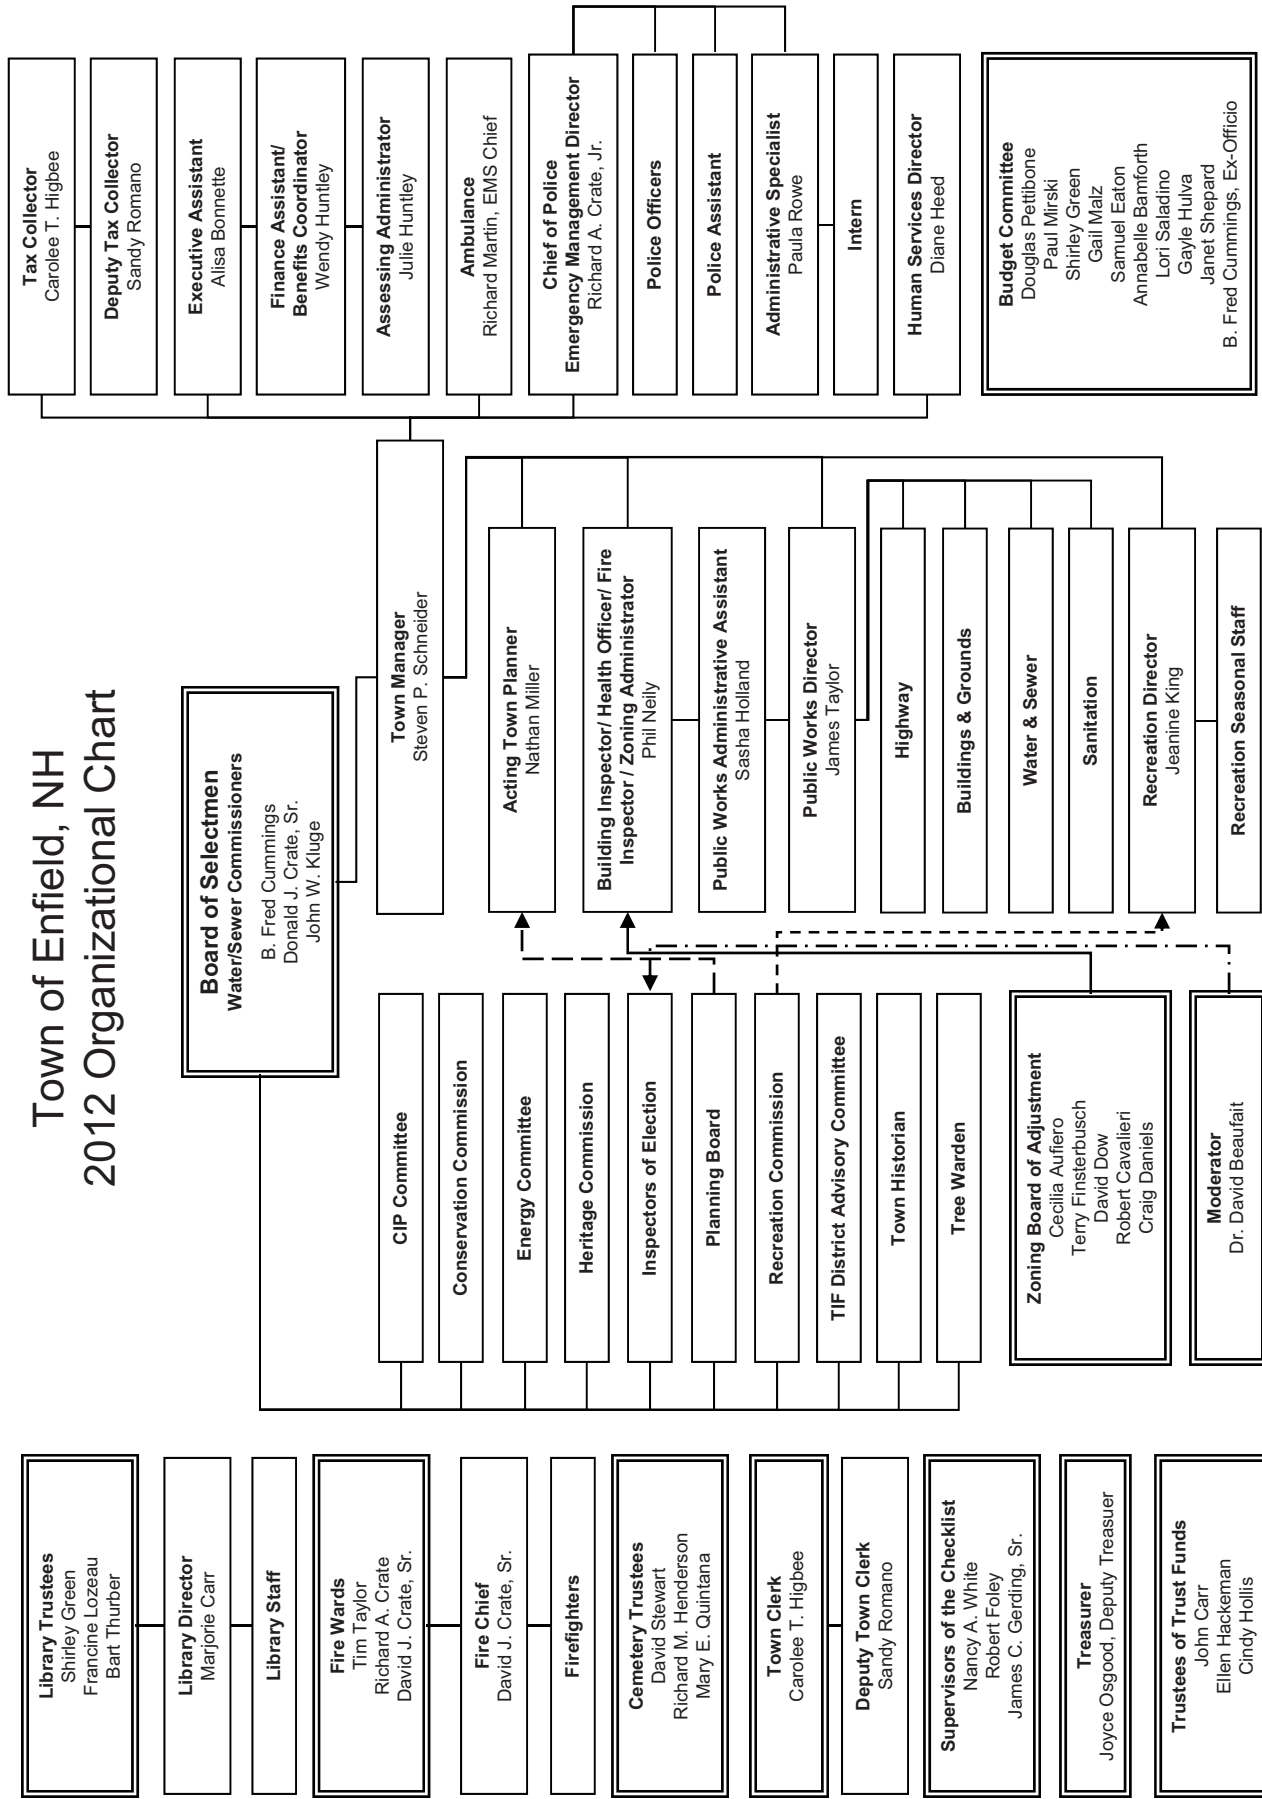 Town of Enfield, NH
2012 Organizational Chart
Library Trustees
Shirley Green
Francine Lozeau
Bart Thurber
Library Director
Marjorie Carr
Library Staff
Fire Wards
Tim Taylor
Richard A. Crate
David J. Crate, Sr.
Fire Chief
David J. Crate, Sr.
Firefighters
Cemetery Trustees
David Stewart
Richard M. Henderson
Mary E. Quintana
Town Clerk
Carolee T. Higbee
Deputy Town Clerk
Sandy Romano
Supervisors of the Checklist
Nancy A. White
Robert Foley
James C. Gerding, Sr.
Treasurer
Joyce Osgood, Deputy Treasuer
Trustees of Trust Funds
John Carr
Ellen Hackeman
Cindy Hollis
Board of Selectmen
Water/Sewer Commissioners
B. Fred Cummings
Donald J. Crate, Sr.
John W. Kluge
CIP Committee
Conservation Commission
Energy Committee
Heritage Commission
Inspectors of Election
Planning Board
Recreation Commission
TIF District Advisory Committee
Town Historian
Tree Warden
Zoning Board of Adjustment
Cecilia Aufiero
Terry Finsterbusch
David Dow
Robert Cavalieri
Craig Daniels
Moderator
Dr. David Beaufait
Town Manager
Steven P. Schneider
Acting Town Planner
Nathan Miller
Building Inspector/ Health Officer/ Fire
Inspector / Zoning Administrator
Phil Neily
Public Works Administrative Assistant
Sasha Holland
Public Works Director
James Taylor
Highway
Buildings & Grounds
Water & Sewer
Sanitation
Recreation Director
Jeanine King
Recreation Seasonal Staff
Tax Collector
Carolee T. Higbee
Deputy Tax Collector
Sandy Romano
Executive Assistant
Alisa Bonnette
Finance Assistant/
Benefits Coordinator
Wendy Huntley
Assessing Administrator
Julie Huntley
Ambulance
Richard Martin, EMS Chief
Chief of Police
Emergency Management Director
Richard A. Crate, Jr.
Police Officers
Police Assistant
Administrative Specialist
Paula Rowe
Intern
Human Services Director
Diane Heed
Budget Committee
Douglas Pettibone
Paul Mirski
Shirley Green
Gail Malz
Samuel Eaton
Annabelle Bamforth
Lori Saladino
Gayle Hulva
Janet Shepard
B. Fred Cummings, Ex-Officio